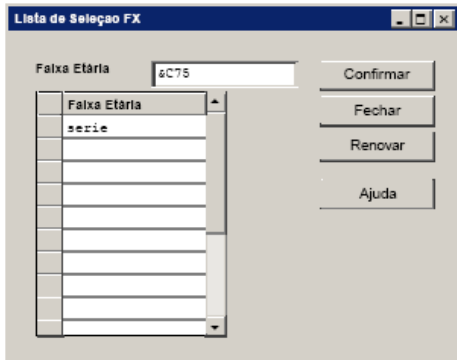 Lista de Seleçao FX
Faixa Etária
&C75
Confirmar
Faixa Etária
Fechar
serie
Renovar
Ajuda